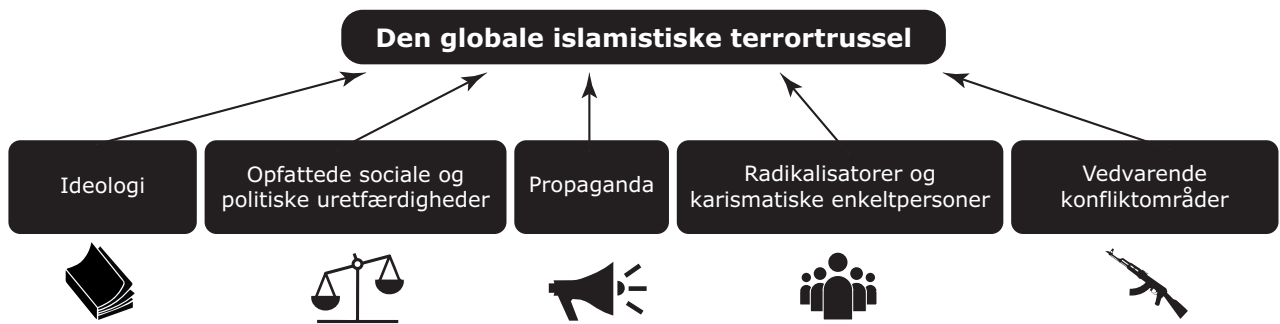 Den globale islamistiske terrortrussel
Ideologi
Opfattede sociale og
politiske uretfærdigheder
Propaganda
Radikalisatorer og
karismatiske enkeltpersoner
Vedvarende
konfliktområder